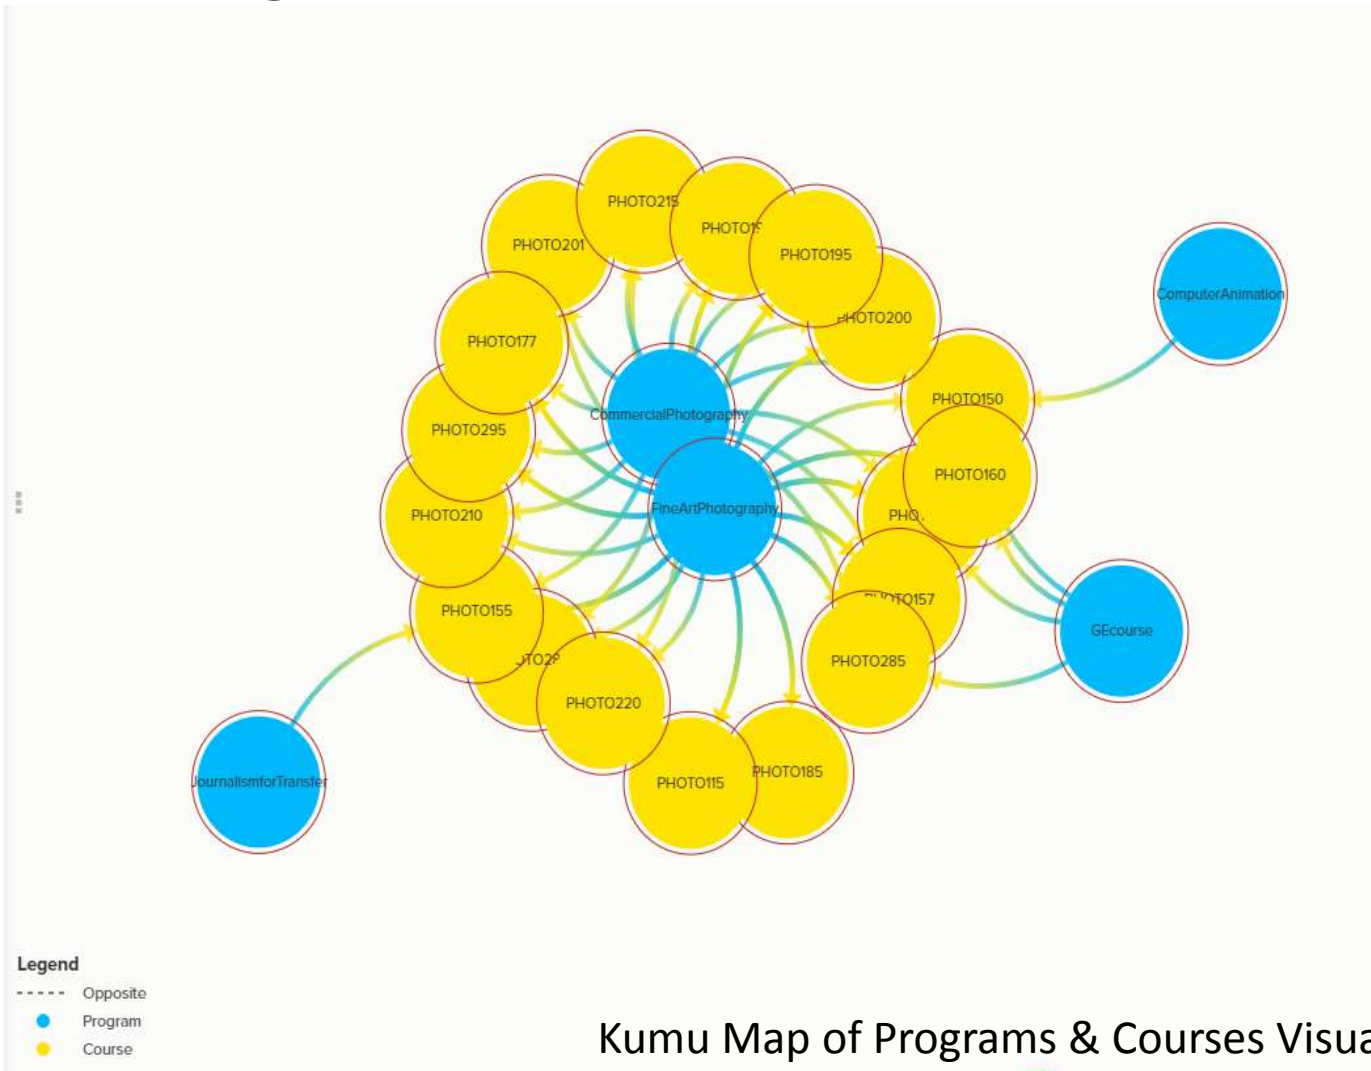 PHOTO215
PHOTO201
PHOTO195
PHOTO200
PHOTO177
ComputerAnimation
PHOTO150
CommercialPhotography
PHOTO295
PHOTO160
FineArtPhotography
PHOTO210
PHOTO155
GEcourse
PHOTO285
PHOTO220
PHOTO185
PHOTO115
JournalismforTransfer
Legend
Opposite
Program
Course
Kumu Map of Programs & Courses Visua